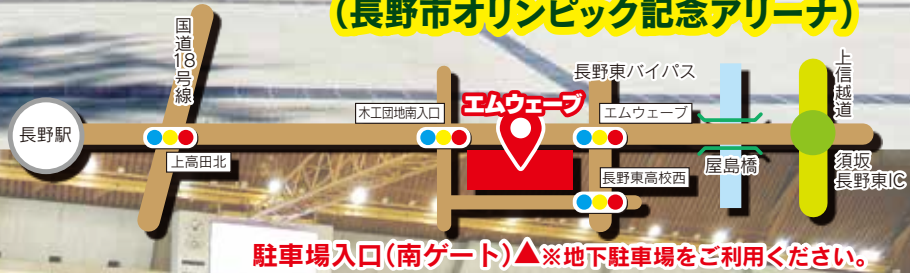 （長野市オリンピック記念アリーナ）
国道18号線
長野東バイパス
上信越道
木工団地南入口
エムウェーブ
エムウェーブ
長野駅
上高田北
屋島橋
長野東高校西
須坂
長野東IC
駐車場入口（南ゲート）▲※地下駐車場をご利用ください。